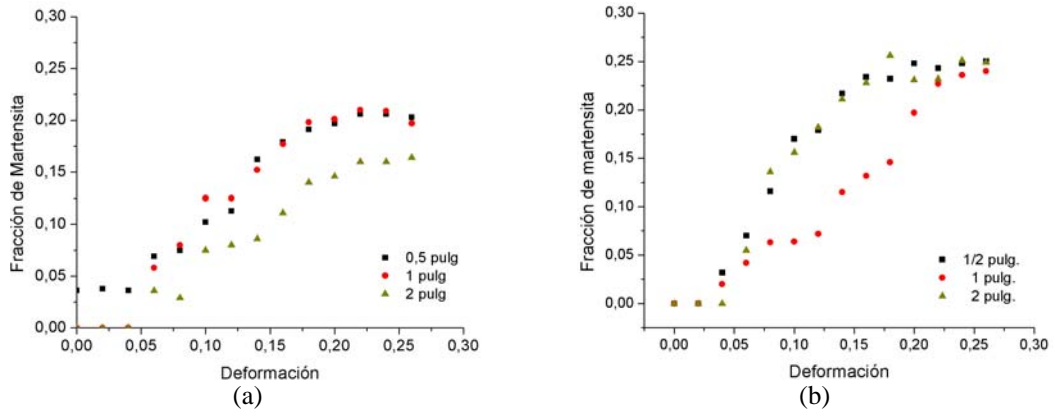 0,30
0,25
0,20
0,15
0,10
0,05
0,00
Fracción de Martensita
0,5 pulg
1 pulg
2 pulg
0,00 0,05 0,10 0,15 0,20 0,25 0,30
Deformación
(a)
0,30
0,25
0,20
0,15
0,10
0,05
0,00
Fracción de martensita
1/2 pulg.
1 pulg.
2 pulg.
0,00 0,05 0,10 0,15 0,20 0,25 0,30
Deformación
(b)